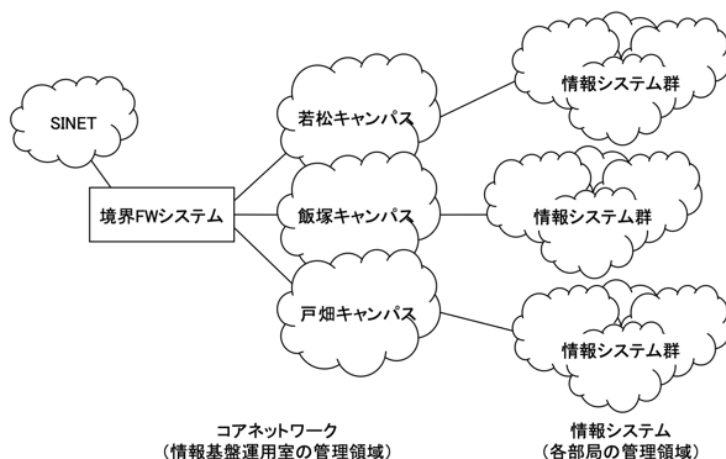 SINET
境界FWシステム
若松キャンパス
飯塚キャンパス
戸畑キャンパス
情報システム群
情報システム群
情報システム群
コアネットワーク
（情報基盤運用室の管理領域）
情報システム
（各部局の管理領域）